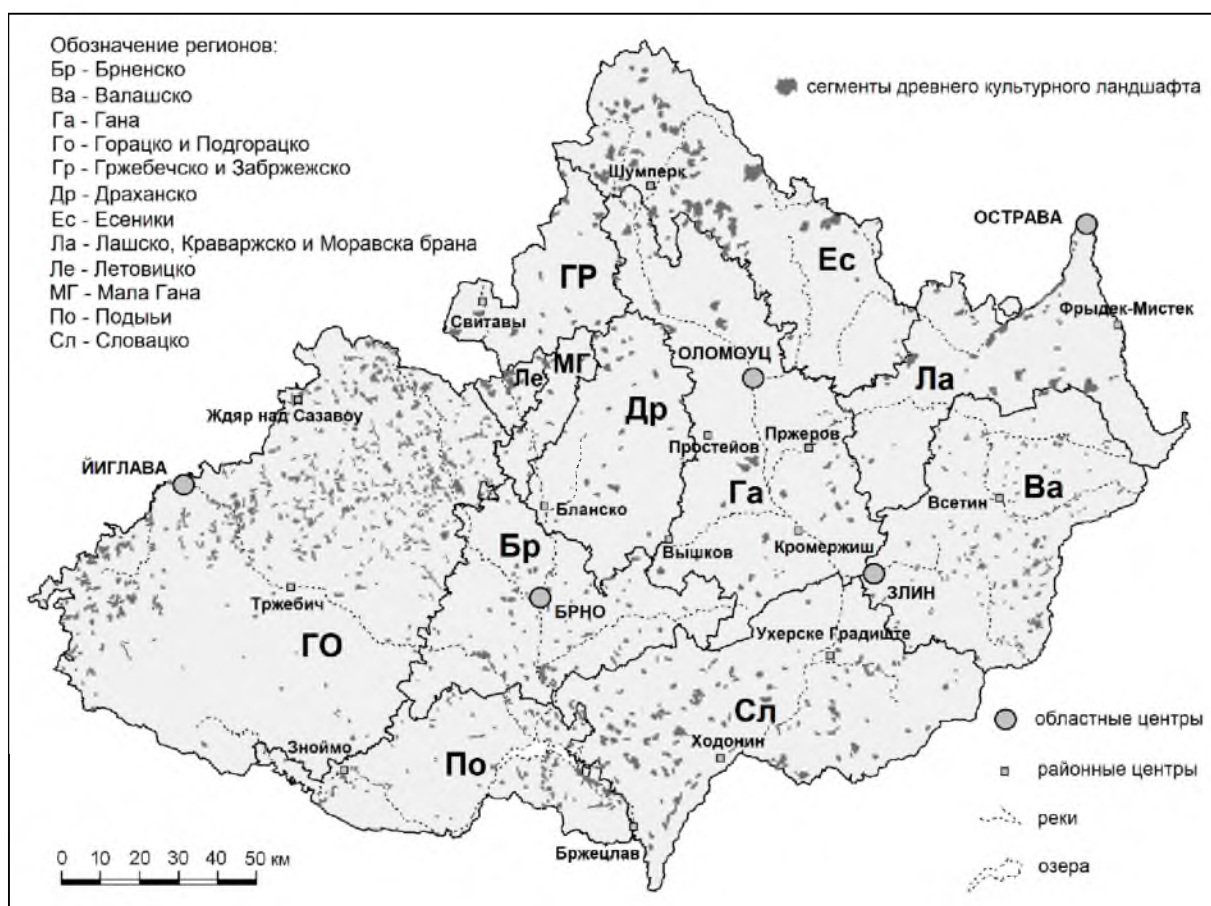 Обозначение регионов:
Бр - Брненско
Ва - Валашско
Га - Гана
Го - Горацко и Подгорацко
Гр - Гржебечско и Забржежско
Др - Драханско
Ес - Есеники
Ла - Лашско, Краваржско и Моравска брана
Ле - Летовицко
МГ - Мала Гана
По - Подыьи
Сл - Словацко
сегменты древнего культурного ландшафта
Шумперк
ОСТРАВА
Ес
ГР
Свитавы
Фрыдек-Мистек
ОЛОМОУЦ
МГ
Ле
Ла
Ждяр над Сазавоу
Др
Простейов
Пржеров
ЙИГЛАВА
Га
Ва
Всетин
Бланско
Бр
Вышков
Кромержиш
Тржебич
БРНО
ЗЛИН
ГО
Ухерске Градиште
Сл
областные центры
Зноймо
По
Ходонин
районные центры
реки
Бржецлав
0 10 20 30 40 50 км
озера